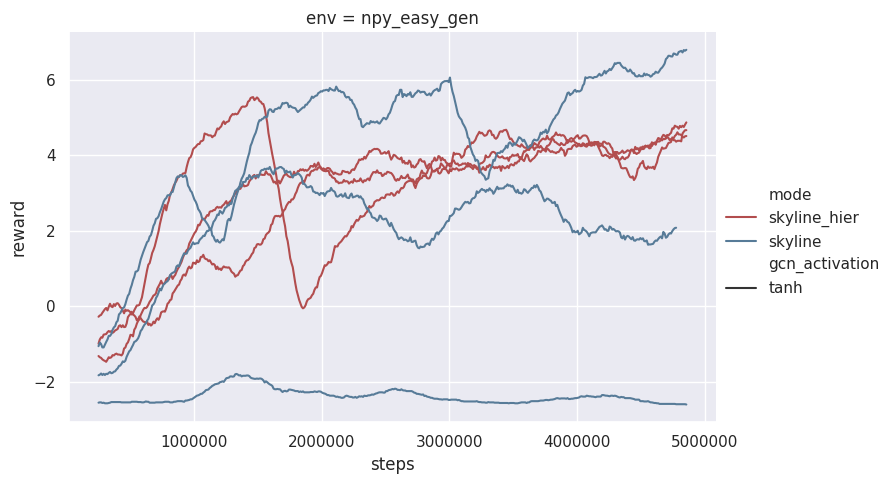 env = npy_easy_gen
reward
6
4
2
0
−2
1000000 2000000 3000000 4000000 5000000
steps
mode
skyline_hier
skyline
gcn_activation
tanh